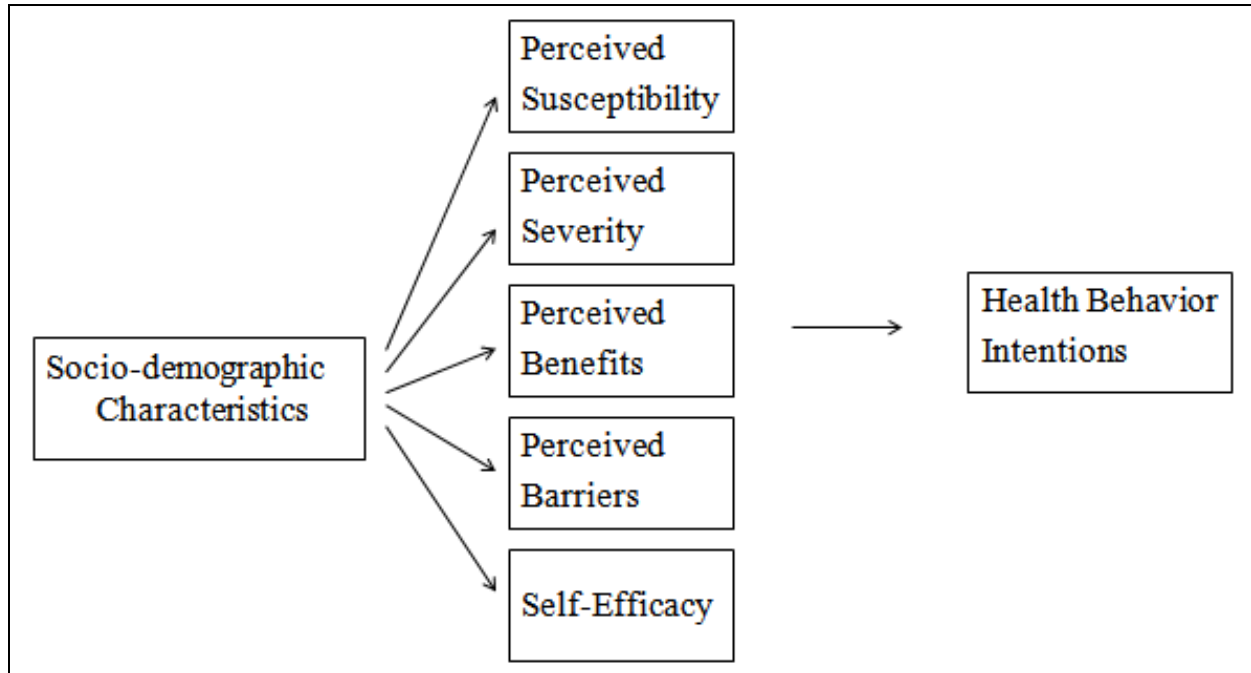 Perceived
Susceptibility
Perceived
Severity
Perceived
Benefits
Perceived
Barriers
Self-Efficacy
Socio-demographic
Characteristics
Health Behavior
Intentions